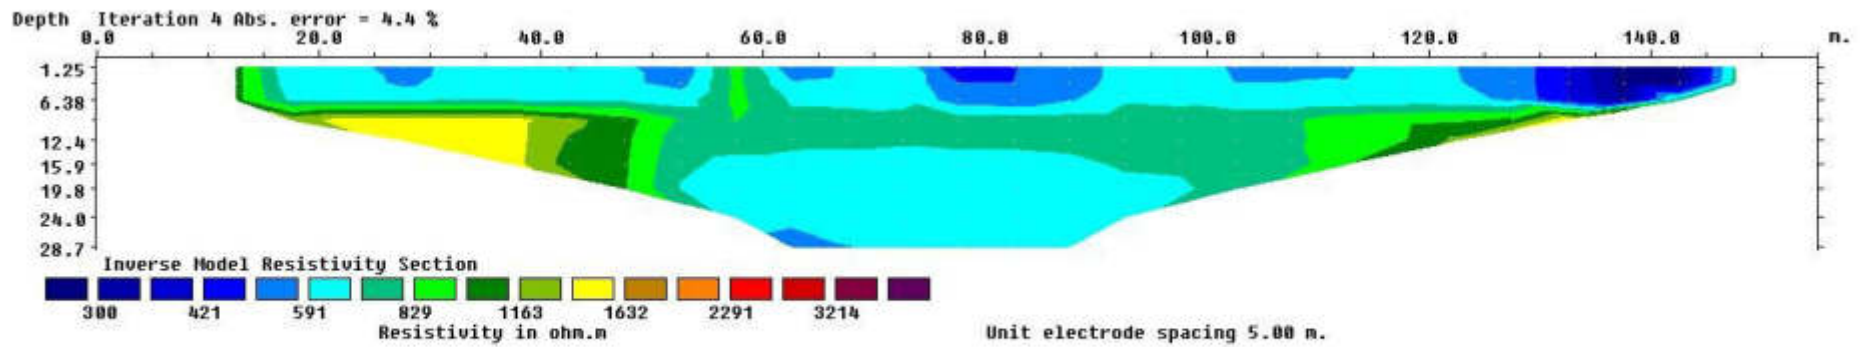 Depth Iteration 4 Abs. error = 4.4 %
0.0 20.0 40.0 60.0 80.0 100.0 120.0 140.0 m.
1.25
6.38
12.4
15.9
19.8
24.0
28.7
Inverse Model Resistivity Section
300 421 591 829 1163 1632 2291 3214
Resistivity in ohm.m Unit electrode spacing 5.00 m.